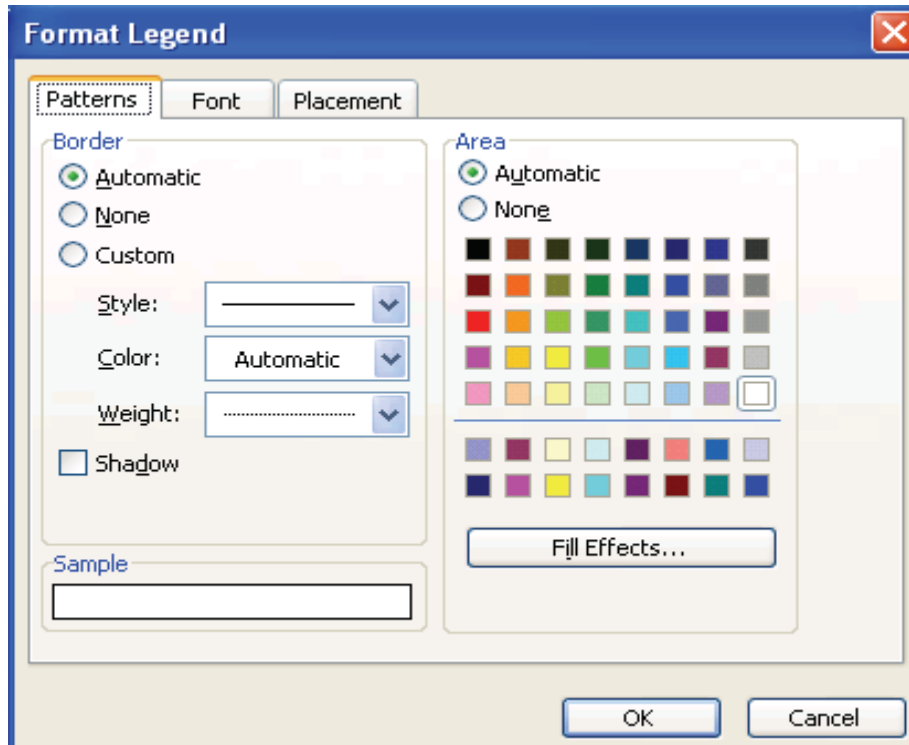 Format Legend
Patterns Font Placement
Border
Automatic
None
Custom
Style:
Color: Automatic
Weight:
Shadow
Sample
Area
Automatic
None
Fill Effects...
OK Cancel